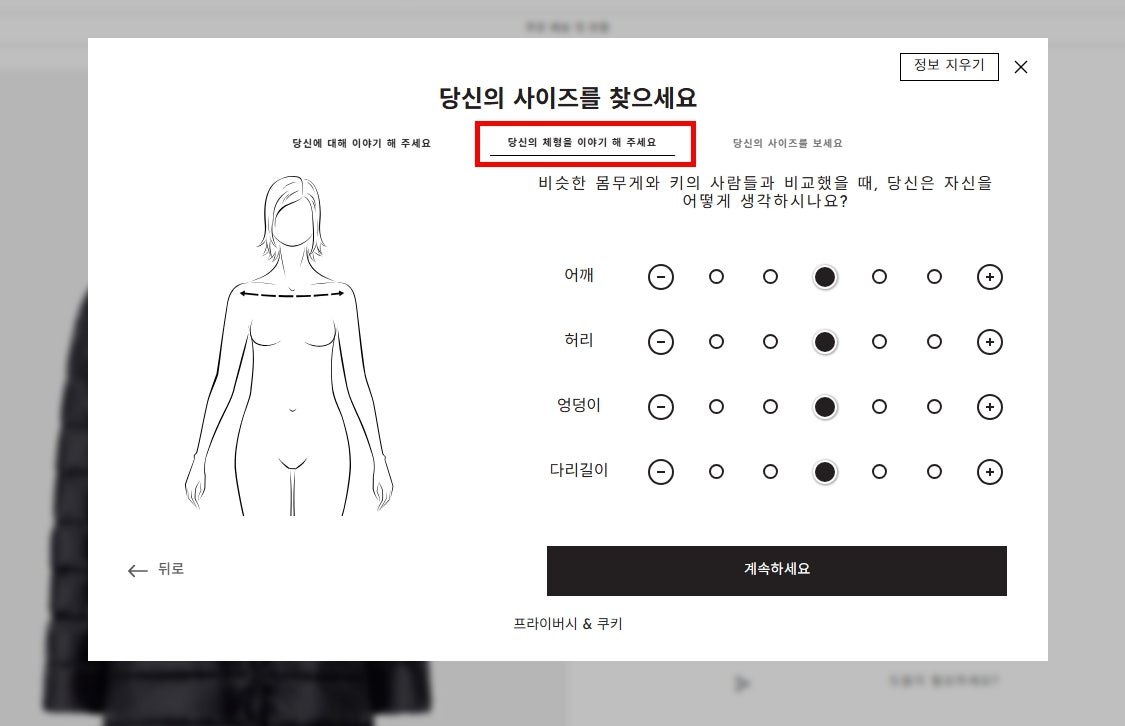 정보 지우기
당신의 사이즈를 찾으세요
당신에 대해 이야기 해 주세요
당신의 체형을 이야기 해 주세요
당신의 사이즈를 보세요
비슷한 몸무게와 키의 사람들과 비교했을 때, 당신은 자신을
어떻게 생각하시나요?
어깨
허리
엉덩이
다리길이
뒤로
계속하세요
프라이버시 & 쿠키